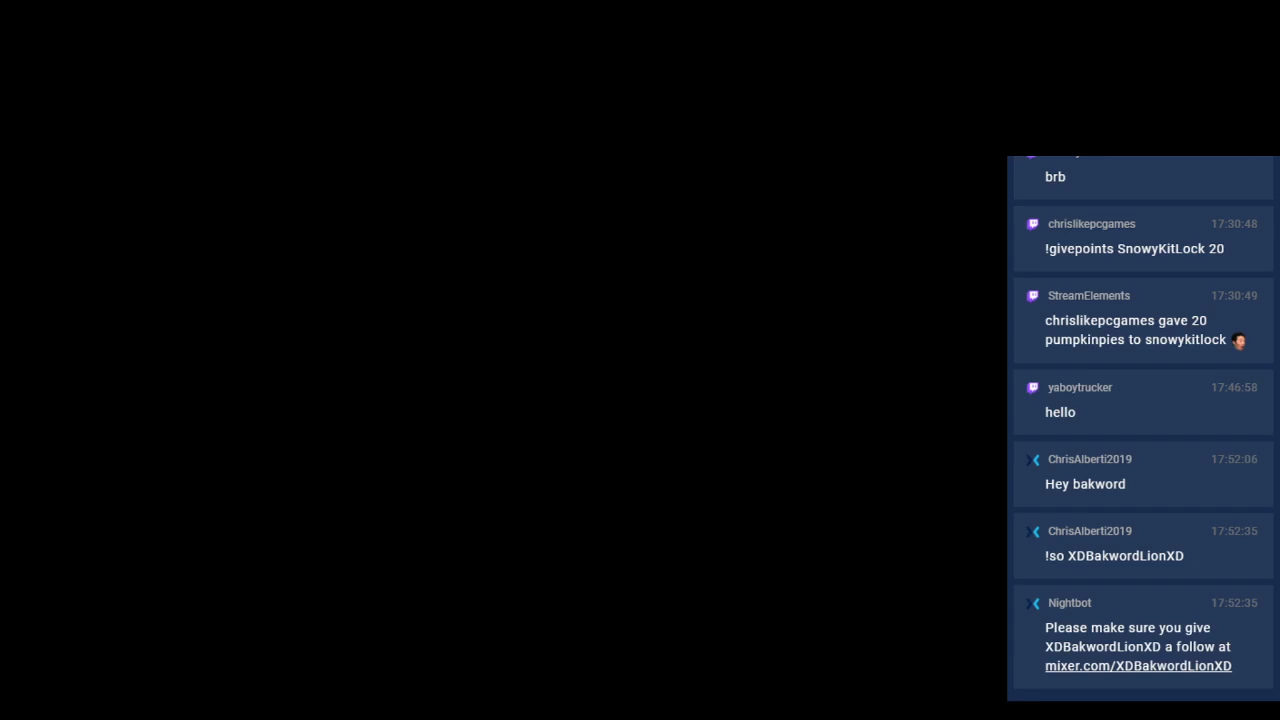 brb
chrislikepcgames 17:30:48
!givepoints SnowyKitLock 20
StreamElements 17:30:49
chrislikepcgames gave 20
pumpkinpies to snowykitlock
yaboytrucker 17:46:58
hello
ChrisAlberti2019 17:52:06
Hey bakword
ChrisAlberti2019 17:52:35
!so XDBakwordLionXD
Nightbot 17:52:35
Please make sure you give
XDBakwordLionXD a follow at
mixer.com/XDBakwordLionXD